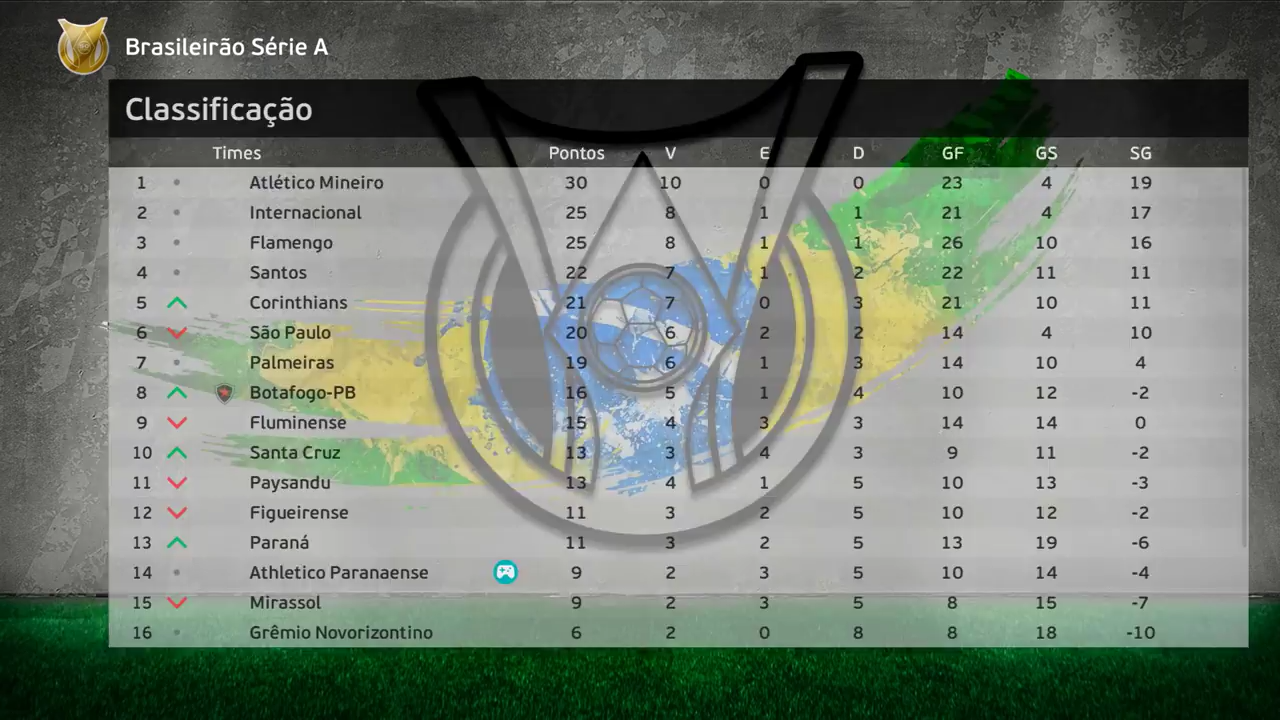 Brasileirão Série A
Classificação
Times Pontos V E D GF GS SG
1 Atlético Mineiro 30 10 0 0 23 4 19
2 Internacional 25 8 1 1 21 4 17
3 Flamengo 25 8 1 1 26 10 16
4 Santos 22 7 1 2 22 11 11
5 Corinthians 21 7 0 3 21 10 11
6 São Paulo 20 6 2 2 14 4 10
7 Palmeiras 19 6 1 3 14 10 4
8 Botafogo-PB 16 5 1 4 10 12 -2
9 Fluminense 15 4 3 3 14 14 0
10 Santa Cruz 13 3 4 3 9 11 -2
11 Paysandu 13 4 1 5 10 13 -3
12 Figueirense 11 3 2 5 10 12 -2
13 Paraná 11 3 2 5 13 19 -6
14 Athletico Paranaense 9 2 3 5 10 14 -4
15 Mirassol 9 2 3 5 8 15 -7
16 Grêmio Novorizontino 6 2 0 8 8 18 -10